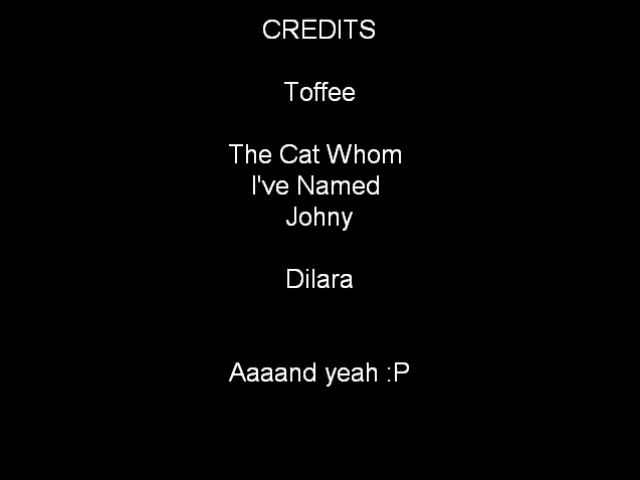 CREDITS
Toffee
The Cat Whom
I've Named
Johny
Dilara
Aaaand yeah :P